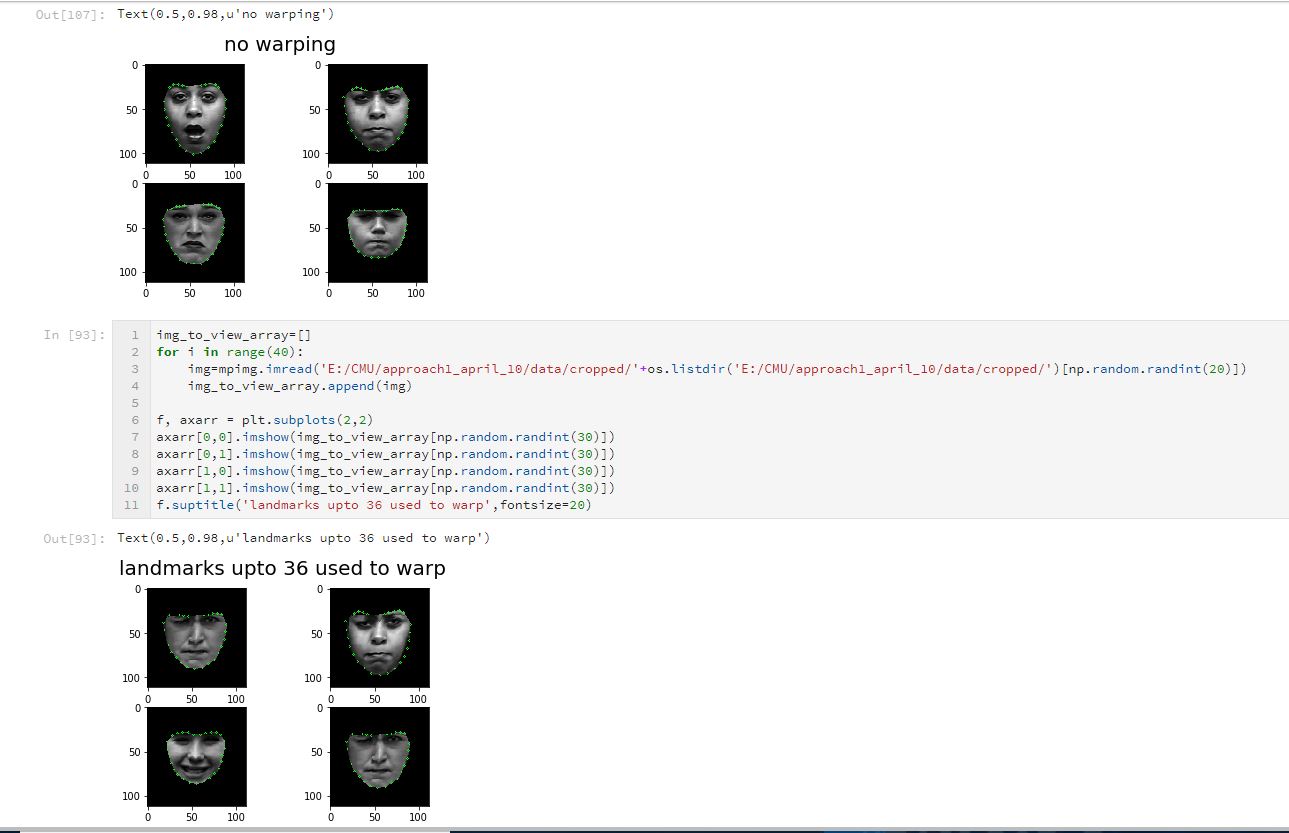 Out[107]: Text(0.5,0.98,u'no warping')
no warping
0
50
100
0
50
100
0 50 100
0 50 100
0
50
100
0
50
100
0 50 100
0 50 100
In [93]:
1 img_to_view_array=[]
2 for i in range(40):
3     img=mpimg.imread('E:/CMU/approach1_april_10/data/cropped/'+os.listdir('E:/CMU/approach1_april_10/data/cropped/')[np.random.randint(20)])
4     img_to_view_array.append(img)
5
6 f, axarr = plt.subplots(2,2)
7 axarr[0,0].imshow(img_to_view_array[np.random.randint(30)])
8 axarr[0,1].imshow(img_to_view_array[np.random.randint(30)])
9 axarr[1,0].imshow(img_to_view_array[np.random.randint(30)])
10 axarr[1,1].imshow(img_to_view_array[np.random.randint(30)])
11 f.suptitle('landmarks upto 36 used to warp',fontsize=20)
Out[93]: Text(0.5,0.98,u'landmarks upto 36 used to warp')
landmarks upto 36 used to warp
0
50
100
0
50
100
0 50 100
0 50 100
0
50
100
0
50
100
0 50 100
0 50 100